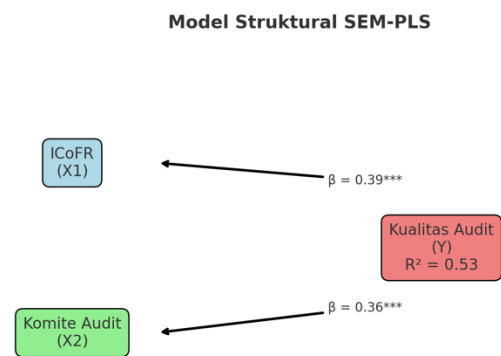 Model Struktural SEM-PLS
ICoFR
(X1)
β = 0.39***
Kualitas Audit
(Y)
R² = 0.53
β = 0.36***
Komite Audit
(X2)